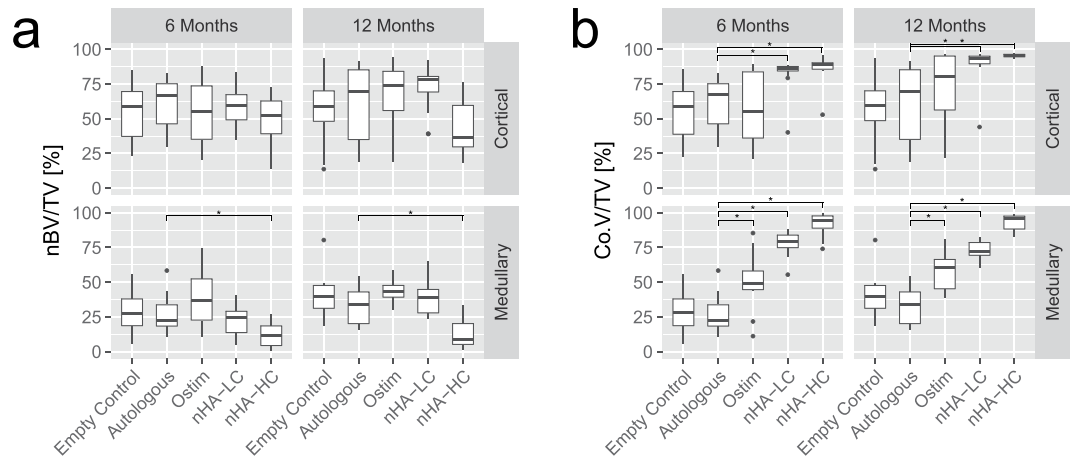 a
6 Months
12 Months
nBV/TV [%]
100
75
50
25
0
Cortical
*
*
100
75
50
25
0
Medullary
Empty Control
Autologous
Ostim
nHA-LC
nHA-HC
Empty Control
Autologous
Ostim
nHA-LC
nHA-HC
b
6 Months
12 Months
Co.V/TV [%]
* *
*
*
100
75
50
25
0
Cortical
*
*
*
*
*
*
100
75
50
25
0
Medullary
Empty Control
Autologous
Ostim
nHA-LC
nHA-HC
Empty Control
Autologous
Ostim
nHA-LC
nHA-HC